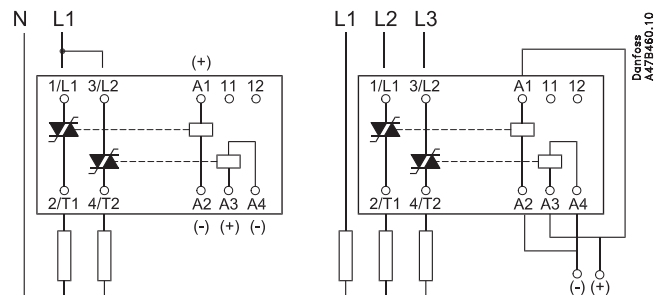 N L1
(+)
1/L1 3/L2 A1 11 12
2/T1 4/T2 A2 A3 A4
(-) (+) (-)
L1 L2 L3
1/L1 3/L2 A1 11 12
2/T1 4/T2 A2 A3 A4
(-) (+)
Danfoss
A47B460.10